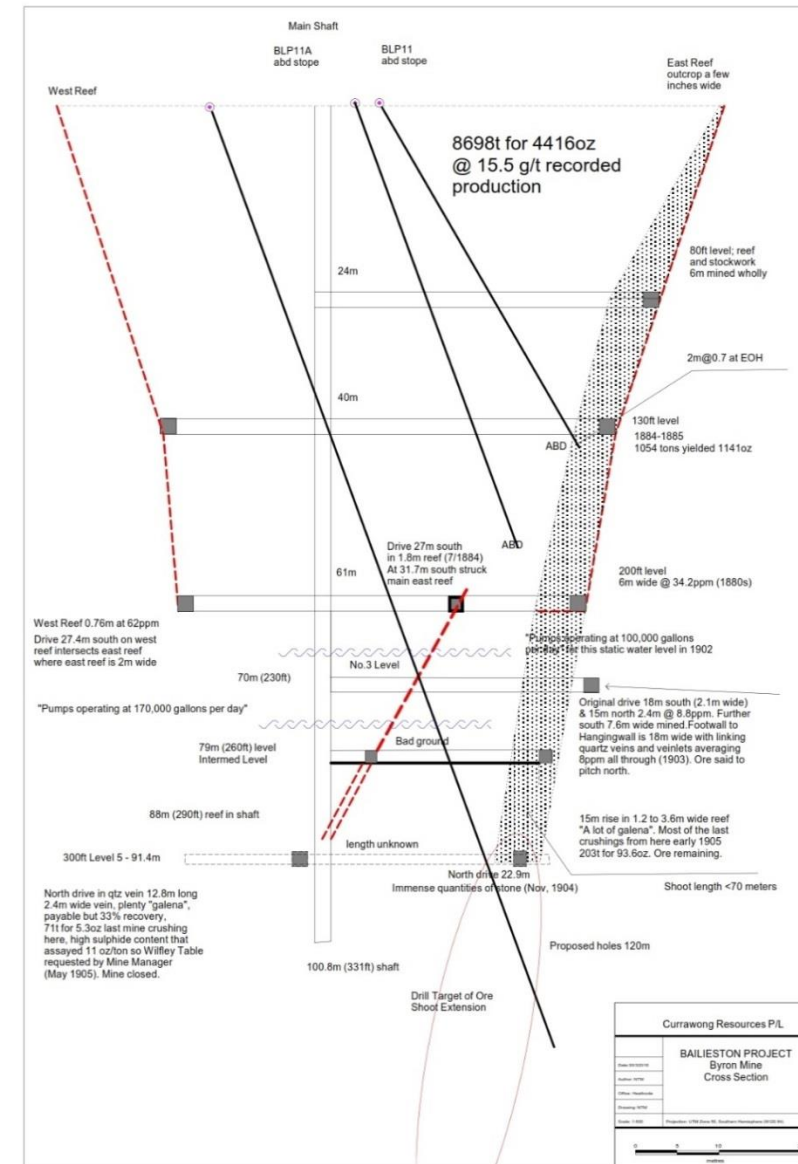 Main Shaft
BLP11A
abd stope
BLP11
abd stope
West Reef
East Reef
outcrop a few
inches wide
8698t for 4416oz
@ 15.5 g/t recorded
production
80ft level; reef
and stockwork
6m mined wholly
24m
2m@0.7 at EOH
40m
130ft level
1884-1885
1054 tons yielded 1141oz
ABD
ABD
Drive 27m south
in 1.8m reef (7/1884)
At 31.7m south struck
main east reef
61m
200ft level
6m wide @ 34.2ppm (1880s)
West Reef 0.76m at 62ppm
Drive 27.4m south on west
reef intersects east reef
where east reef is 2m wide
"Pumps operating at 100,000 gallons
for this static water level in 1902
No.3 Level
70m (230ft)
"Pumps operating at 170,000 gallons per day"
Original drive 18m south (2.1m wide)
& 15m north 2.4m @ 8.8ppm. Further
south 7.6m wide mined.Footwall to
Hangingwall is 18m wide with linking
quartz veins and veinlets averaging
8ppm all through (1903). Ore said to
pitch north.
Bad ground
79m (260ft) level
Intermed Level
88m (290ft) reef in shaft
15m rise in 1.2 to 3.6m wide reef
"A lot of galena". Most of the last
crushings from here early 1905
203t for 93.6oz. Ore remaining.
length unknown
300ft Level 5 - 91.4m
North drive 22.9m
Immense quantities of stone (Nov, 1904)
Shoot length <70 meters
North drive in qtz vein 12.8m long
2.4m wide vein, plenty "galena",
payable but 33% recovery,
71t for 5.3oz last mine crushing
here, high sulphide content that
assayed 11 oz/ton so Wilfley Table
requested by Mine Manager
(May 1905). Mine closed.
Proposed holes 120m
100.8m (331ft) shaft
Drill Target of Ore
Shoot Extension
Currawong Resources P/L
BAILIESTON PROJECT
Byron Mine
Cross Section
0 5 10
metres